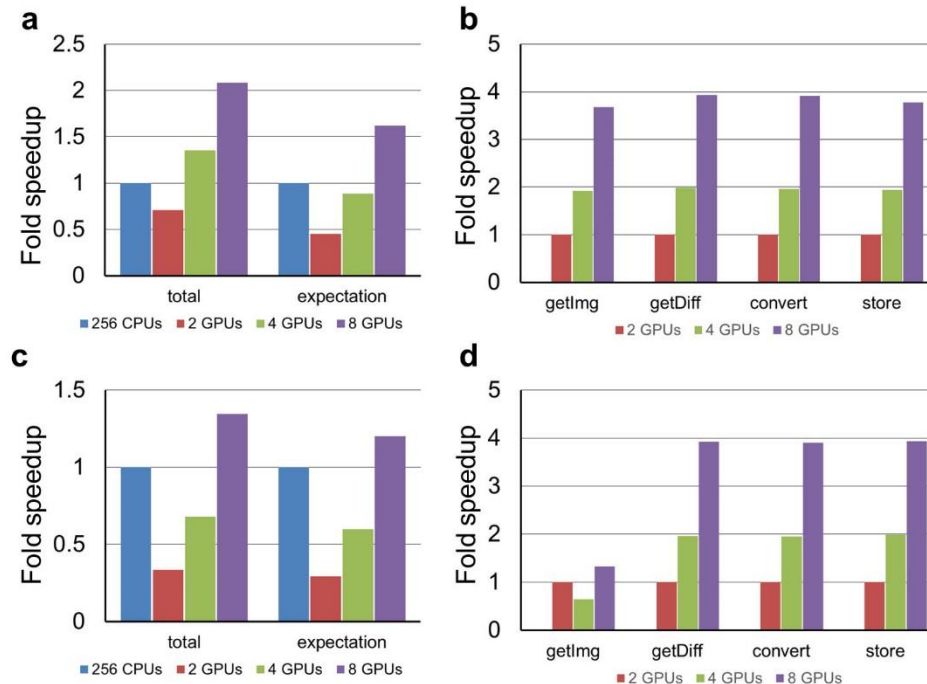 a
Fold speedup
2.5
2
1.5
1
0.5
0
total expectation
256 CPUs 2 GPUs 4 GPUs 8 GPUs
b
Fold speedup
5
4
3
2
1
0
getImg getDiff convert store
2 GPUs 4 GPUs 8 GPUs
c
Fold speedup
1.5
1
0.5
0
total expectation
256 CPUs 2 GPUs 4 GPUs 8 GPUs
d
Fold speedup
5
4
3
2
1
0
getImg getDiff convert store
2 GPUs 4 GPUs 8 GPUs